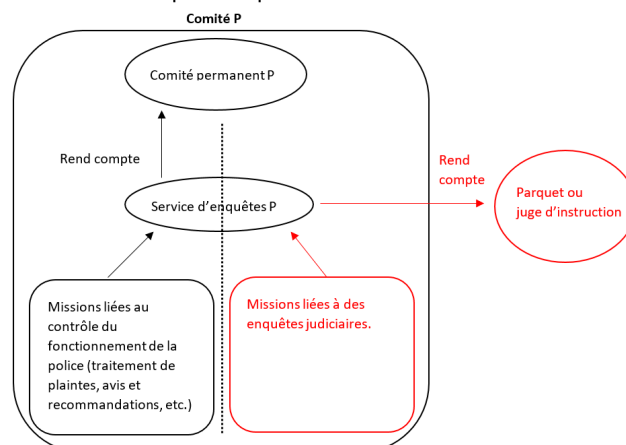 Comité P
Comité permanent P
Rend compte
Rend
compte
Parquet ou
juge d'instruction
Service d'enquêtes P
Missions liées au
contrôle du
fonctionnement de la
police (traitement de
plaintes, avis et
recommandations, etc.)
Missions liées à des
enquêtes judiciaires.